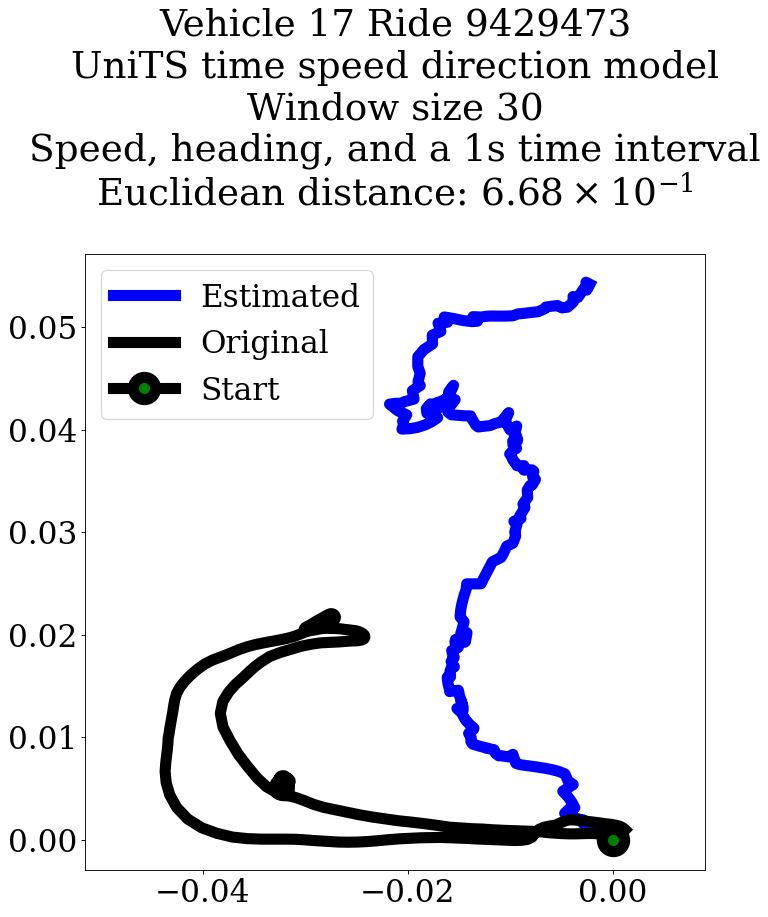 Vehicle 17 Ride 9429473
UniTS time speed direction model
Window size 30
Speed, heading, and a 1s time interval
Euclidean distance: 6.68 × 10⁻¹
Estimated
Original
Start
0.05
0.04
0.03
0.02
0.01
0.00
−0.04
−0.02
0.00